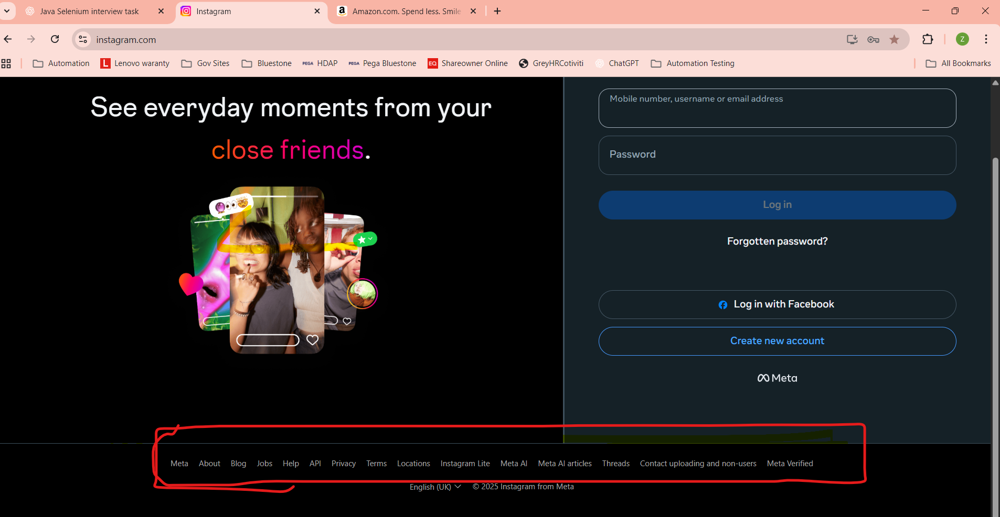 Java Selenium interview task
Instagram
Amazon.com. Spend less. Smile
instagram.com
Z
Automation
L Lenovo waranty
Gov Sites
Bluestone
PEGA HDAP
PEGA Pega Bluestone
EQ Shareowner Online
GreyHRCotiviti
ChatGPT
Automation Testing
All Bookmarks
See everyday moments from your
close friends.
Mobile number, username or email address
Password
Log in
Forgotten password?
Log in with Facebook
Create new account
Meta
Meta About Blog Jobs Help API Privacy Terms Locations Instagram Lite Meta AI Meta AI articles Threads Contact uploading and non-users Meta Verified
English (UK) © 2025 Instagram from Meta